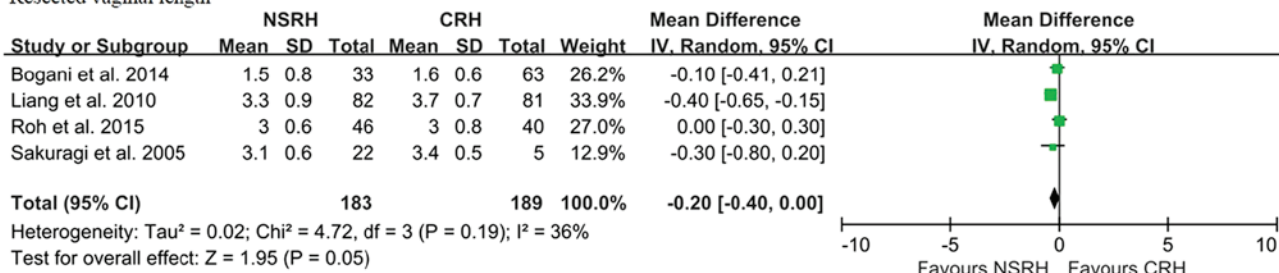 Resected vaginal length
NSRH CRH Mean Difference Mean Difference
Study or Subgroup Mean SD Total Mean SD Total Weight IV, Random, 95% CI IV, Random, 95% CI
Bogani et al. 2014 1.5 0.8 33 1.6 0.6 63 26.2% -0.10 [-0.41, 0.21]
Liang et al. 2010 3.3 0.9 82 3.7 0.7 81 33.9% -0.40 [-0.65, -0.15]
Roh et al. 2015 3 0.6 46 3 0.8 40 27.0% 0.00 [-0.30, 0.30]
Sakuragi et al. 2005 3.1 0.6 22 3.4 0.5 5 12.9% -0.30 [-0.80, 0.20]
Total (95% CI) 183 189 100.0% -0.20 [-0.40, 0.00]
Heterogeneity: Tau² = 0.02; Chi² = 4.72, df = 3 (P = 0.19); I² = 36%
Test for overall effect: Z = 1.95 (P = 0.05)
-10 -5 0 5 10
Favours NSRH Favours CRH